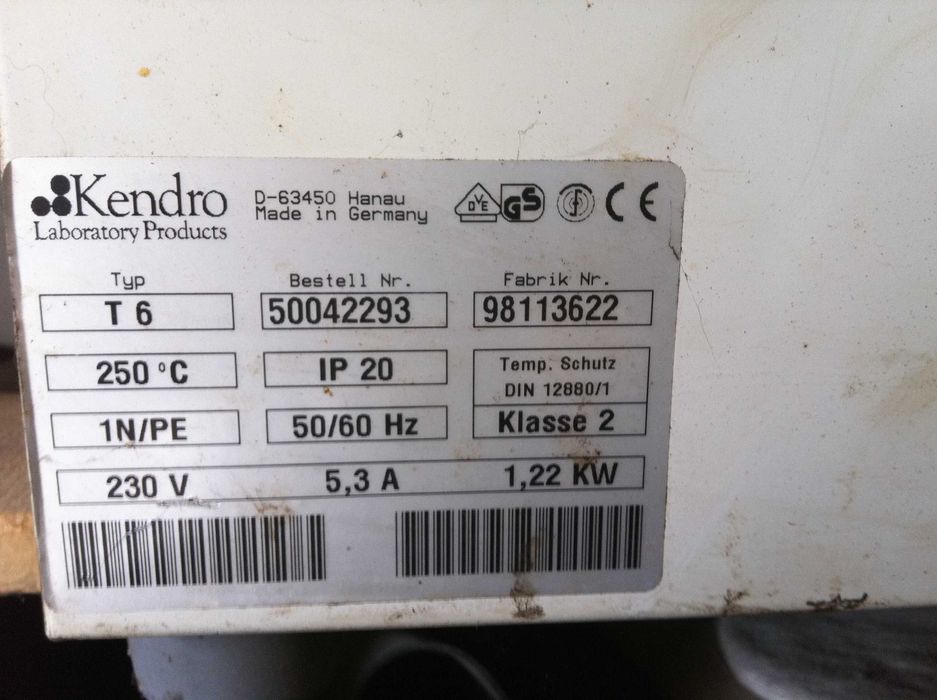 Kendro
Laboratory Products
D-63450 Hanau
Made in Germany
VDE GS CE
Typ Bestell Nr. Fabrik Nr.
T 6 50042293 98113622
250 °C IP 20 Temp. Schutz
DIN 12880/1
1N/PE 50/60 Hz Klasse 2
230 V 5,3 A 1,22 KW